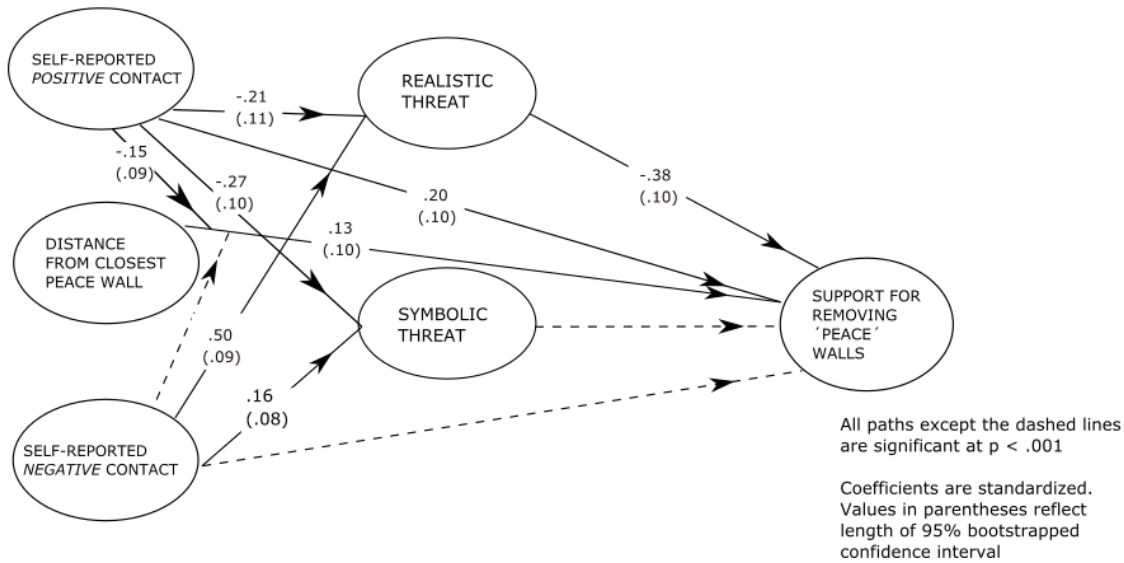 SELF-REPORTED
POSITIVE CONTACT
REALISTIC
THREAT
-.21
(.11)
-.15
(.09)
-.27
(.10)
.20
(.10)
-.38
(.10)
DISTANCE
FROM CLOSEST
PEACE WALL
.13
(.10)
SYMBOLIC
THREAT
SUPPORT FOR
REMOVING
´PEACE´
WALLS
.50
(.09)
.16
(.08)
SELF-REPORTED
NEGATIVE CONTACT
All paths except the dashed lines
are significant at p < .001
Coefficients are standardized.
Values in parentheses reflect
length of 95% bootstrapped
confidence interval